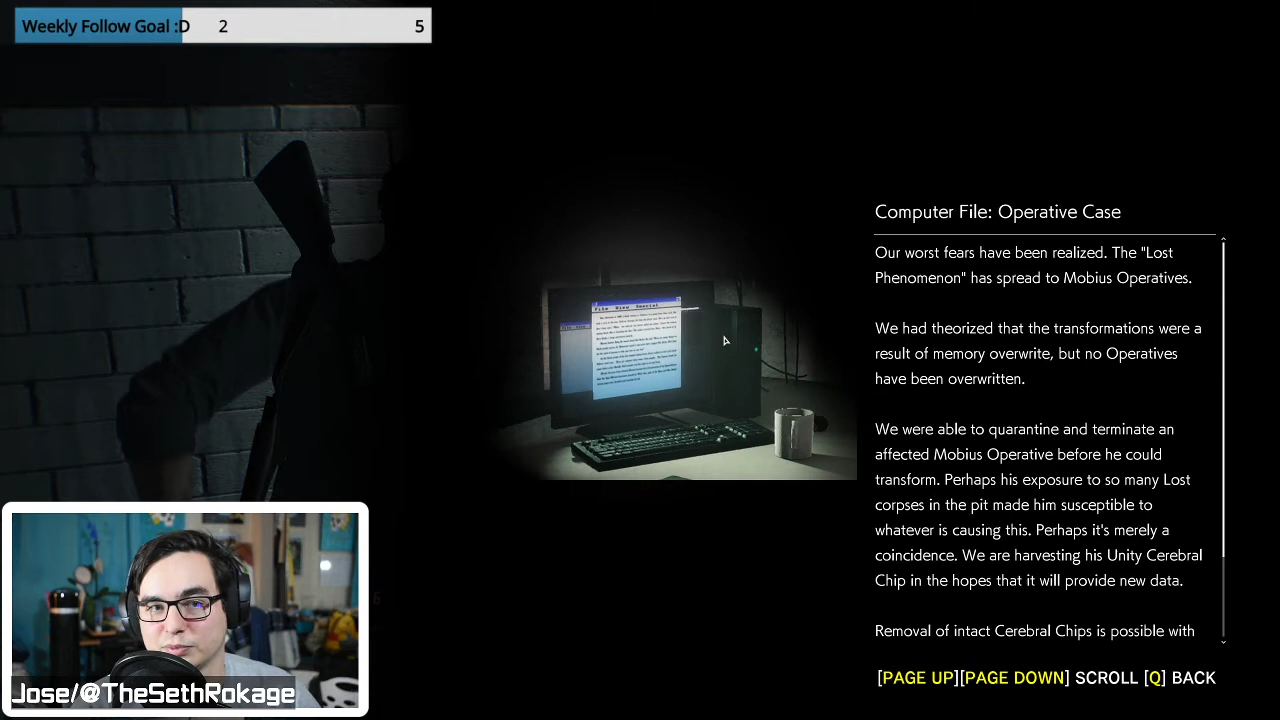 Weekly Follow Goal :D 2 5
Computer File: Operative Case
Our worst fears have been realized. The "Lost
Phenomenon" has spread to Mobius Operatives.
We had theorized that the transformations were a
result of memory overwrite, but no Operatives
have been overwritten.
We were able to quarantine and terminate an
affected Mobius Operative before he could
transform. Perhaps his exposure to so many Lost
corpses in the pit made him susceptible to
whatever is causing this. Perhaps it's merely a
coincidence. We are harvesting his Unity Cerebral
Chip in the hopes that it will provide new data.
Removal of intact Cerebral Chips is possible with
[PAGE UP][PAGE DOWN] SCROLL [Q] BACK
File View Special
Jose/@TheSethRokage